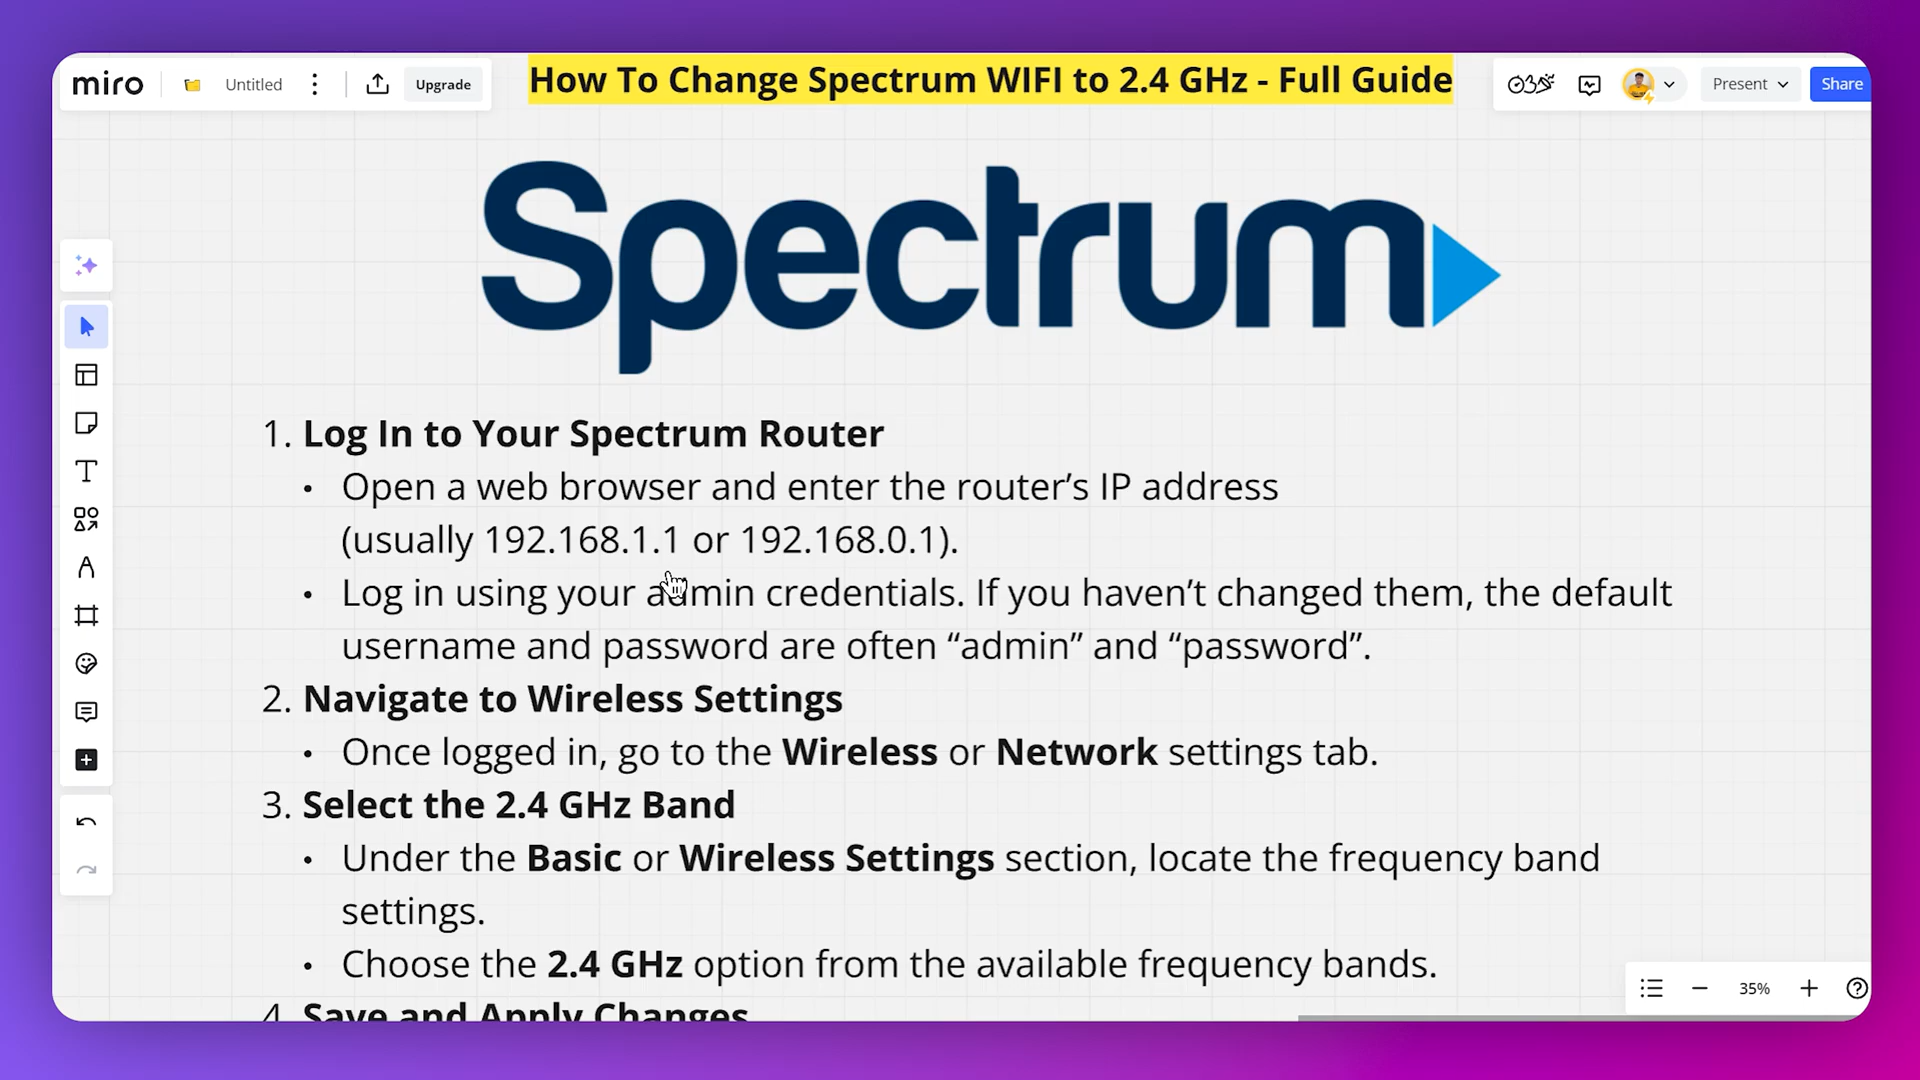 miro
Untitled
Upgrade
How To Change Spectrum WIFI to 2.4 GHz - Full Guide
Present
Share
Spectrum
1. Log In to Your Spectrum Router
• Open a web browser and enter the router’s IP address
(usually 192.168.1.1 or 192.168.0.1).
• Log in using your admin credentials. If you haven’t changed them, the default
username and password are often “admin” and “password”.
2. Navigate to Wireless Settings
• Once logged in, go to the Wireless or Network settings tab.
3. Select the 2.4 GHz Band
• Under the Basic or Wireless Settings section, locate the frequency band
settings.
• Choose the 2.4 GHz option from the available frequency bands.
4. Save and Apply Changes
35%